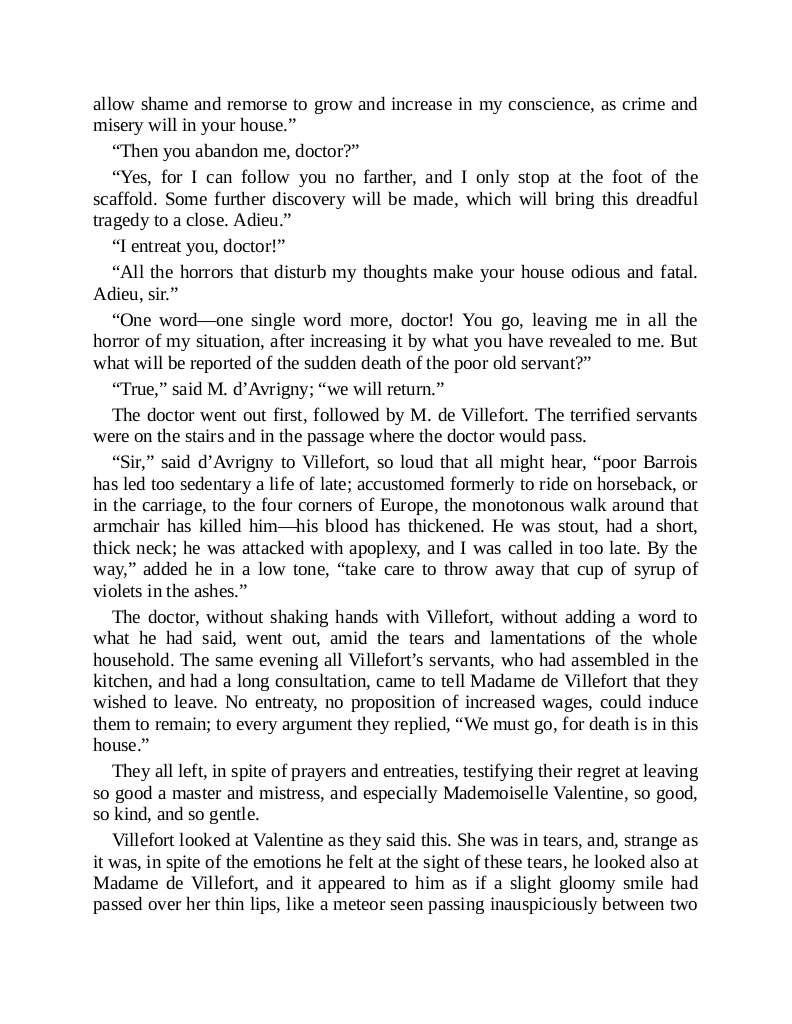 allow shame and remorse to grow and increase in my conscience, as crime and
misery will in your house.”
“Then you abandon me, doctor?”
“Yes, for I can follow you no farther, and I only stop at the foot of the
scaffold. Some further discovery will be made, which will bring this dreadful
tragedy to a close. Adieu.”
“I entreat you, doctor!”
“All the horrors that disturb my thoughts make your house odious and fatal.
Adieu, sir.”
“One word—one single word more, doctor! You go, leaving me in all the
horror of my situation, after increasing it by what you have revealed to me. But
what will be reported of the sudden death of the poor old servant?”
“True,” said M. d’Avrigny; “we will return.”
The doctor went out first, followed by M. de Villefort. The terrified servants
were on the stairs and in the passage where the doctor would pass.
“Sir,” said d’Avrigny to Villefort, so loud that all might hear, “poor Barrois
has led too sedentary a life of late; accustomed formerly to ride on horseback, or
in the carriage, to the four corners of Europe, the monotonous walk around that
armchair has killed him—his blood has thickened. He was stout, had a short,
thick neck; he was attacked with apoplexy, and I was called in too late. By the
way,” added he in a low tone, “take care to throw away that cup of syrup of
violets in the ashes.”
The doctor, without shaking hands with Villefort, without adding a word to
what he had said, went out, amid the tears and lamentations of the whole
household. The same evening all Villefort’s servants, who had assembled in the
kitchen, and had a long consultation, came to tell Madame de Villefort that they
wished to leave. No entreaty, no proposition of increased wages, could induce
them to remain; to every argument they replied, “We must go, for death is in this
house.”
They all left, in spite of prayers and entreaties, testifying their regret at leaving
so good a master and mistress, and especially Mademoiselle Valentine, so good,
so kind, and so gentle.
Villefort looked at Valentine as they said this. She was in tears, and, strange as
it was, in spite of the emotions he felt at the sight of these tears, he looked also at
Madame de Villefort, and it appeared to him as if a slight gloomy smile had
passed over her thin lips, like a meteor seen passing inauspiciously between two